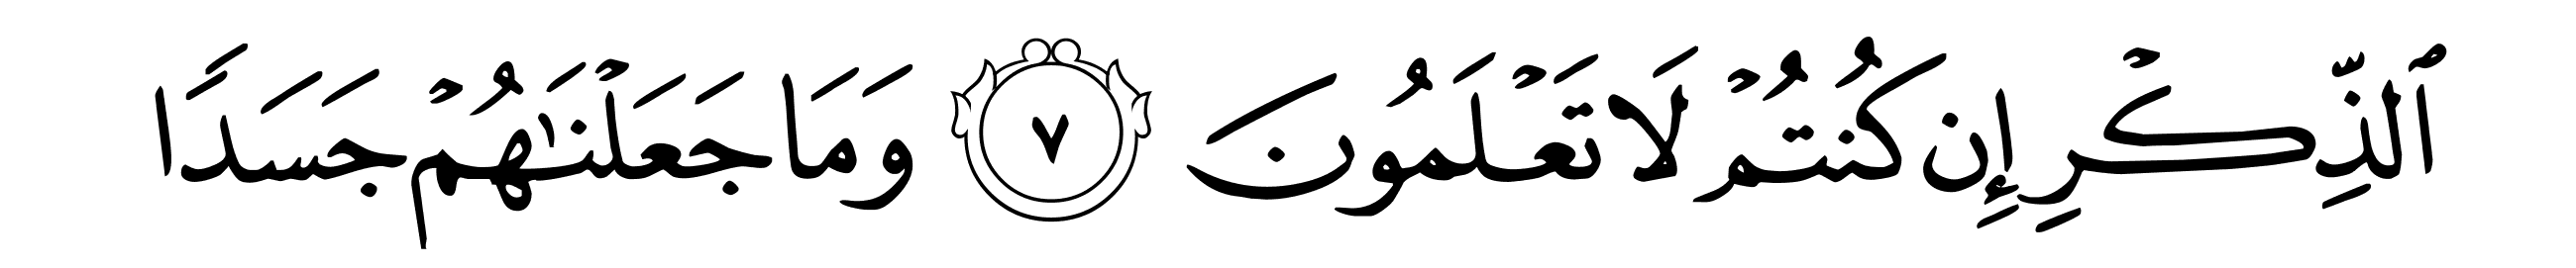 ٱلذِّكْرِ إِن كُنتُمْ لَا تَعْلَمُونَ ٧ وَمَا جَعَلْنَٰهُمْ جَسَدًا